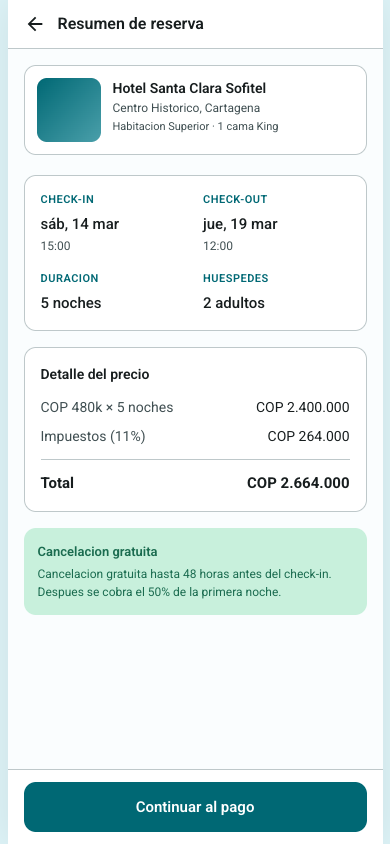 Resumen de reserva
Hotel Santa Clara Sofitel
Centro Historico, Cartagena
Habitacion Superior · 1 cama King
CHECK-IN
sáb, 14 mar
15:00
CHECK-OUT
jue, 19 mar
12:00
DURACION
5 noches
HUESPEDES
2 adultos
Detalle del precio
COP 480k × 5 noches COP 2.400.000
Impuestos (11%) COP 264.000
Total COP 2.664.000
Cancelacion gratuita
Cancelacion gratuita hasta 48 horas antes del check-in.
Despues se cobra el 50% de la primera noche.
Continuar al pago